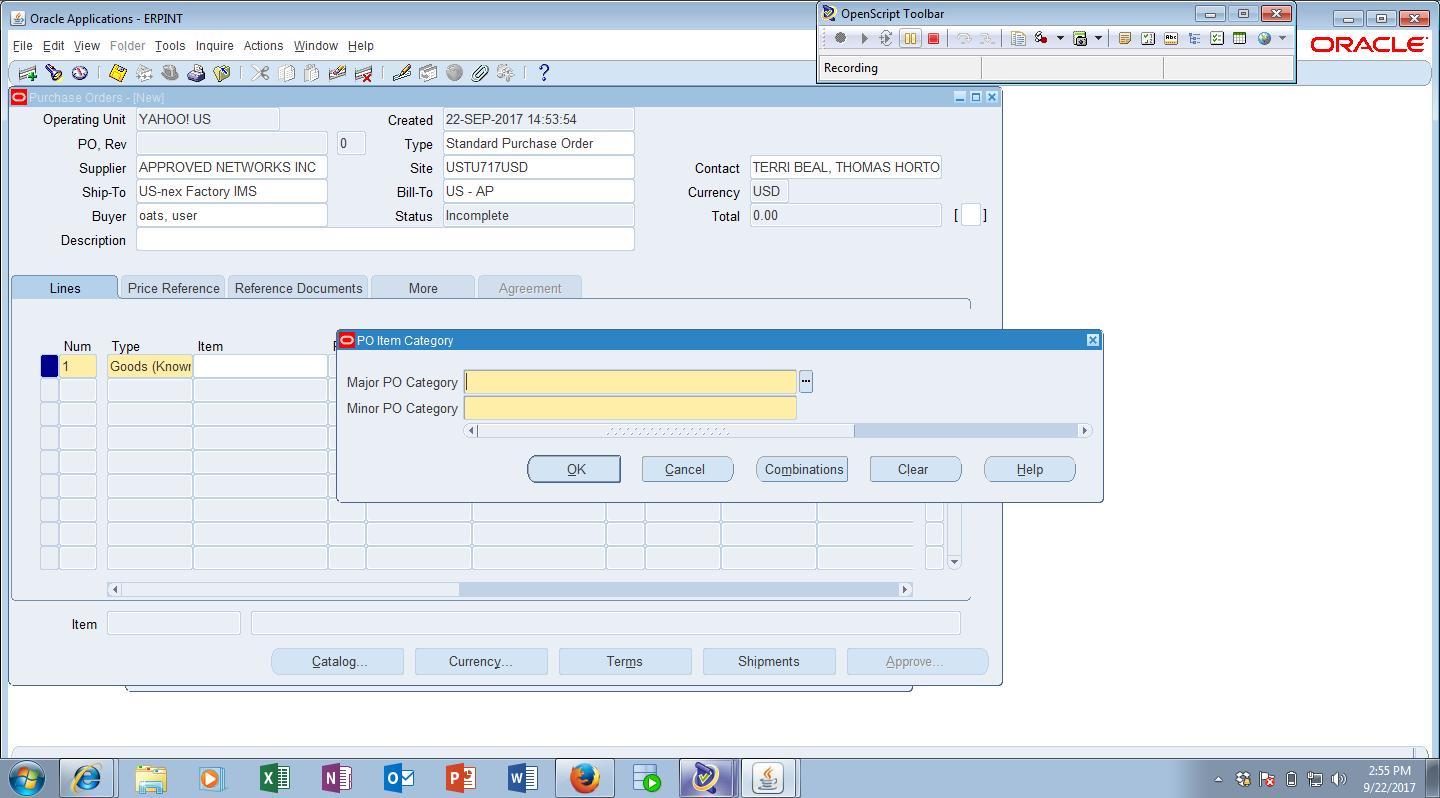 Oracle Applications - ERPINT
OpenScript Toolbar
File Edit View Folder Tools Inquire Actions Window Help
ORACLE
Recording
Purchase Orders - [New]
Operating Unit YAHOO! US Created 22-SEP-2017 14:53:54
PO, Rev 0 Type Standard Purchase Order
Supplier APPROVED NETWORKS INC Site USTU717USD Contact TERRI BEAL, THOMAS HORTO
Ship-To US-nex Factory IMS Bill-To US - AP Currency USD
Buyer oats, user Status Incomplete Total 0.00 [ ]
Description
Lines Price Reference Reference Documents More Agreement
Num Type Item
PO Item Category
1 Goods (Know
Major PO Category
Minor PO Category
OK Cancel Combinations Clear Help
Item
Catalog... Currency... Terms Shipments Approve...
2:55 PM
9/22/2017